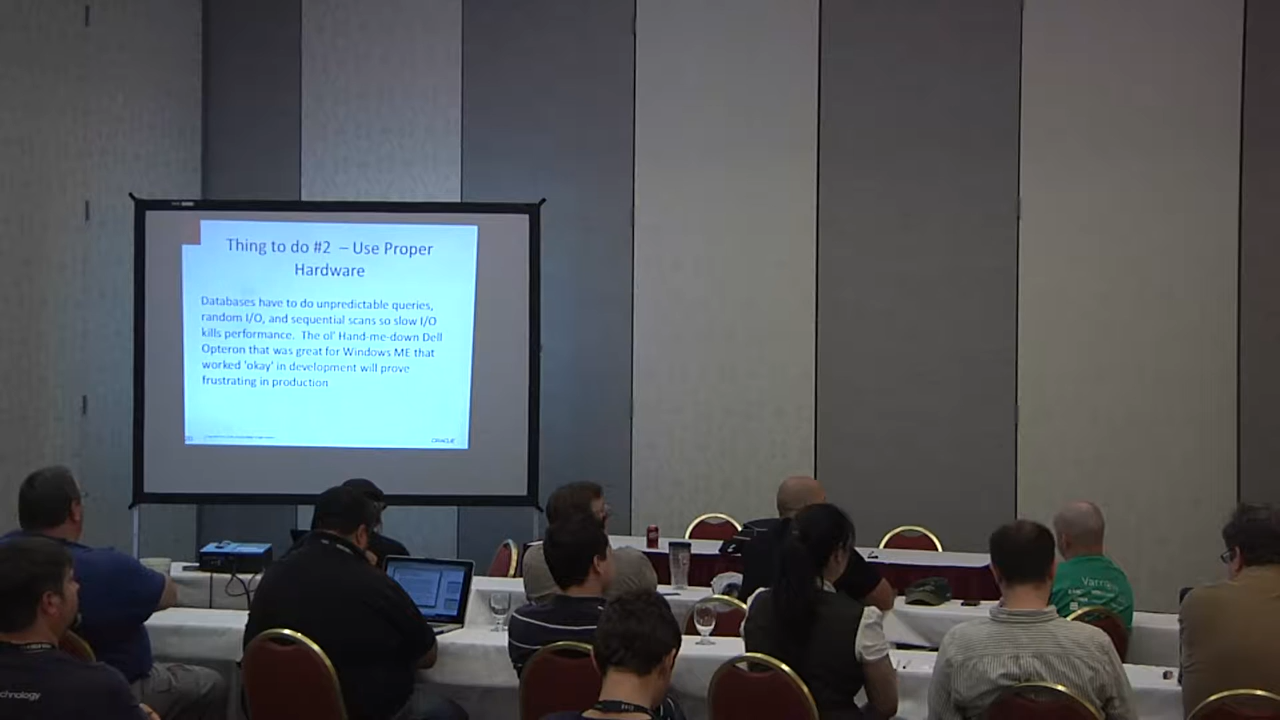 Thing to do #2 – Use Proper
Hardware
Databases have to do unpredictable queries,
random I/O, and sequential scans so slow I/O
kills performance. The ol' Hand-me-down Dell
Opteron that was great for Windows ME that
worked 'okay' in development will prove
frustrating in production
ORACLE
chnology